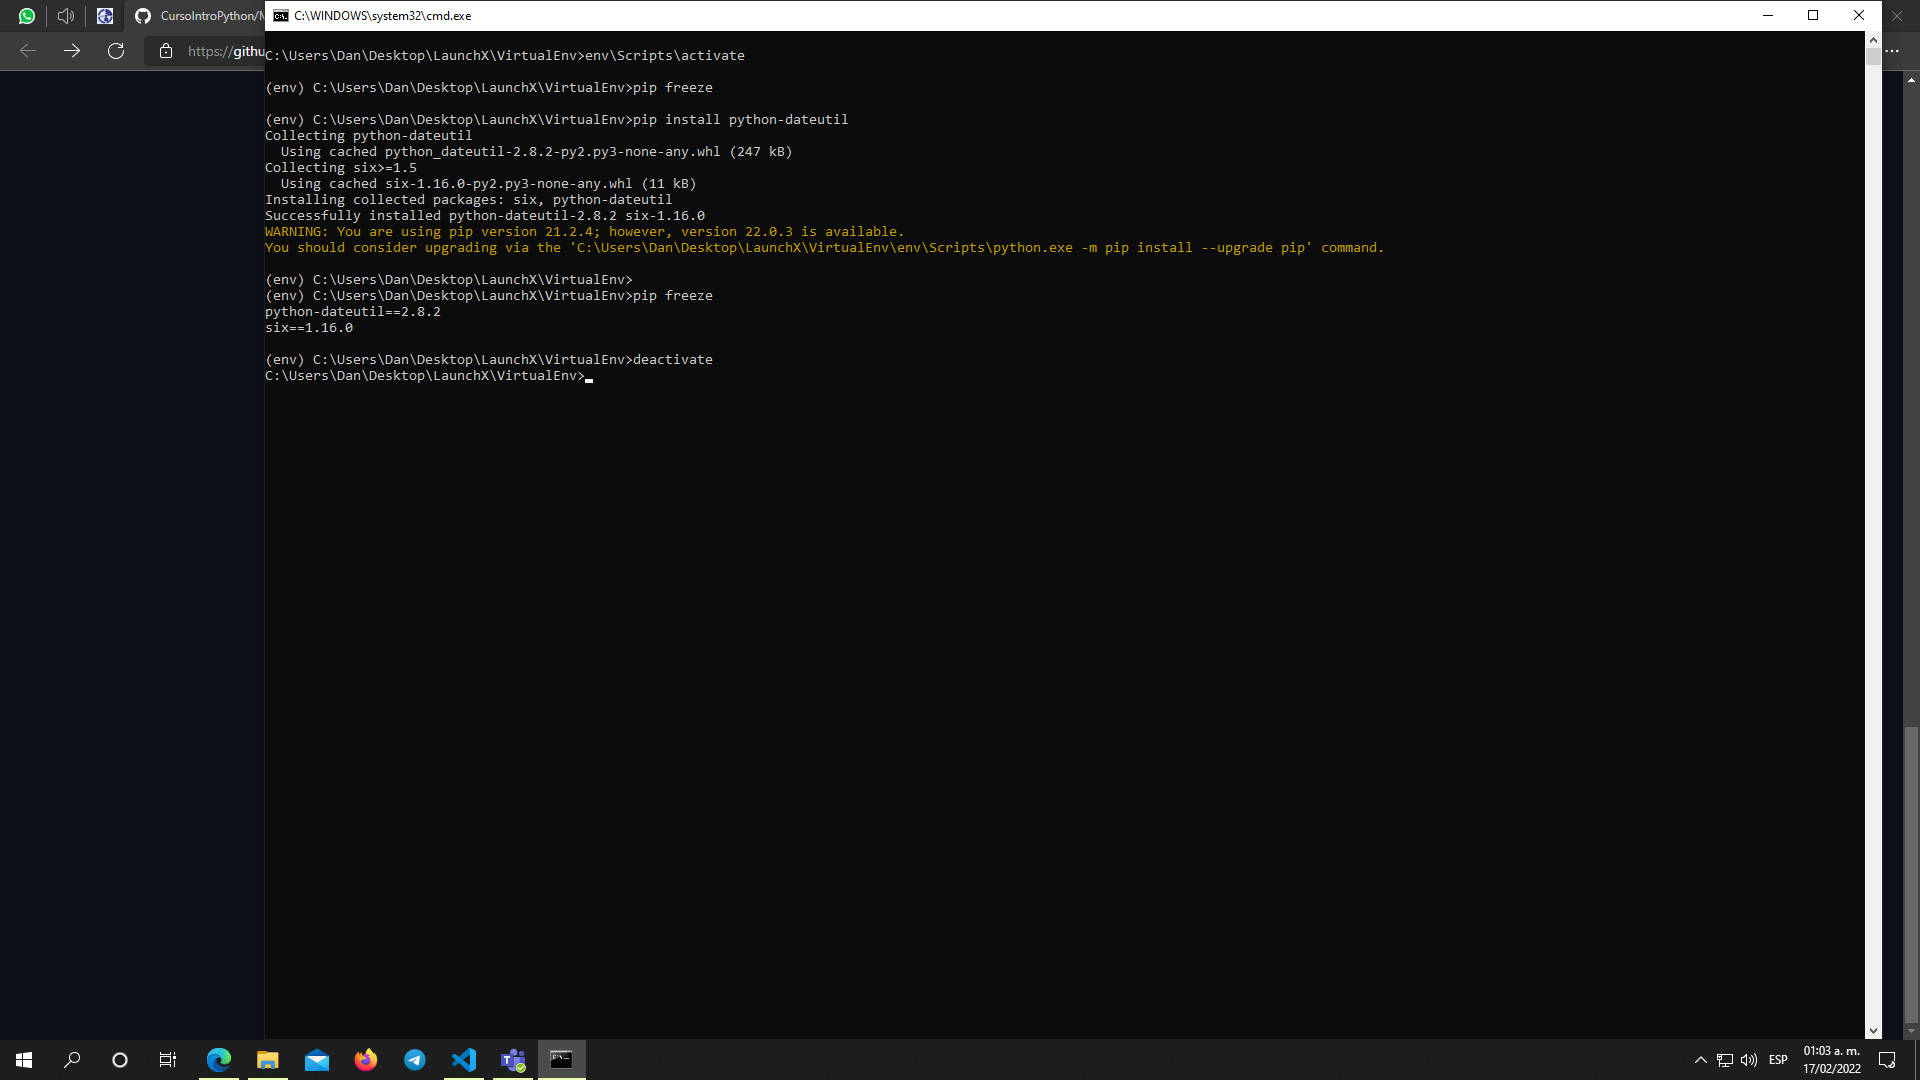 CursoIntroPython/M
C:\WINDOWS\system32\cmd.exe
https://githu
C:\Users\Dan\Desktop\LaunchX\VirtualEnv>env\Scripts\activate
(env) C:\Users\Dan\Desktop\LaunchX\VirtualEnv>pip freeze
(env) C:\Users\Dan\Desktop\LaunchX\VirtualEnv>pip install python-dateutil
Collecting python-dateutil
  Using cached python_dateutil-2.8.2-py2.py3-none-any.whl (247 kB)
Collecting six>=1.5
  Using cached six-1.16.0-py2.py3-none-any.whl (11 kB)
Installing collected packages: six, python-dateutil
Successfully installed python-dateutil-2.8.2 six-1.16.0
WARNING: You are using pip version 21.2.4; however, version 22.0.3 is available.
You should consider upgrading via the 'C:\Users\Dan\Desktop\LaunchX\VirtualEnv\env\Scripts\python.exe -m pip install --upgrade pip' command.
(env) C:\Users\Dan\Desktop\LaunchX\VirtualEnv>
(env) C:\Users\Dan\Desktop\LaunchX\VirtualEnv>pip freeze
python-dateutil==2.8.2
six==1.16.0
(env) C:\Users\Dan\Desktop\LaunchX\VirtualEnv>deactivate
C:\Users\Dan\Desktop\LaunchX\VirtualEnv>
ESP
01:03 a. m.
17/02/2022